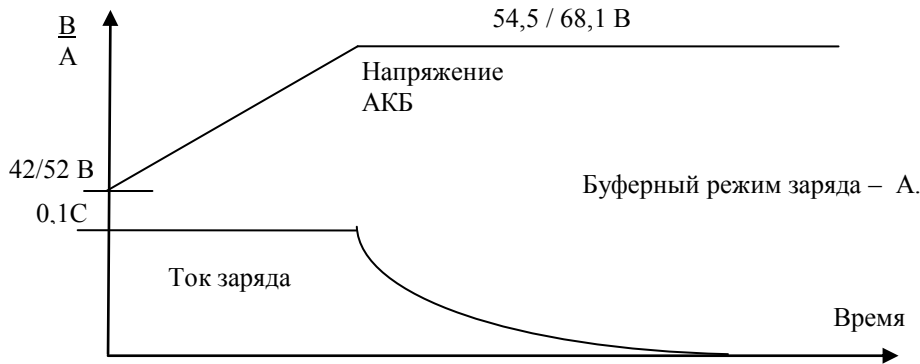 54,5 / 68,1 В
В
А
Напряжение
АКБ
42/52 В
Буферный режим заряда – А.
0,1С
Ток заряда
Время